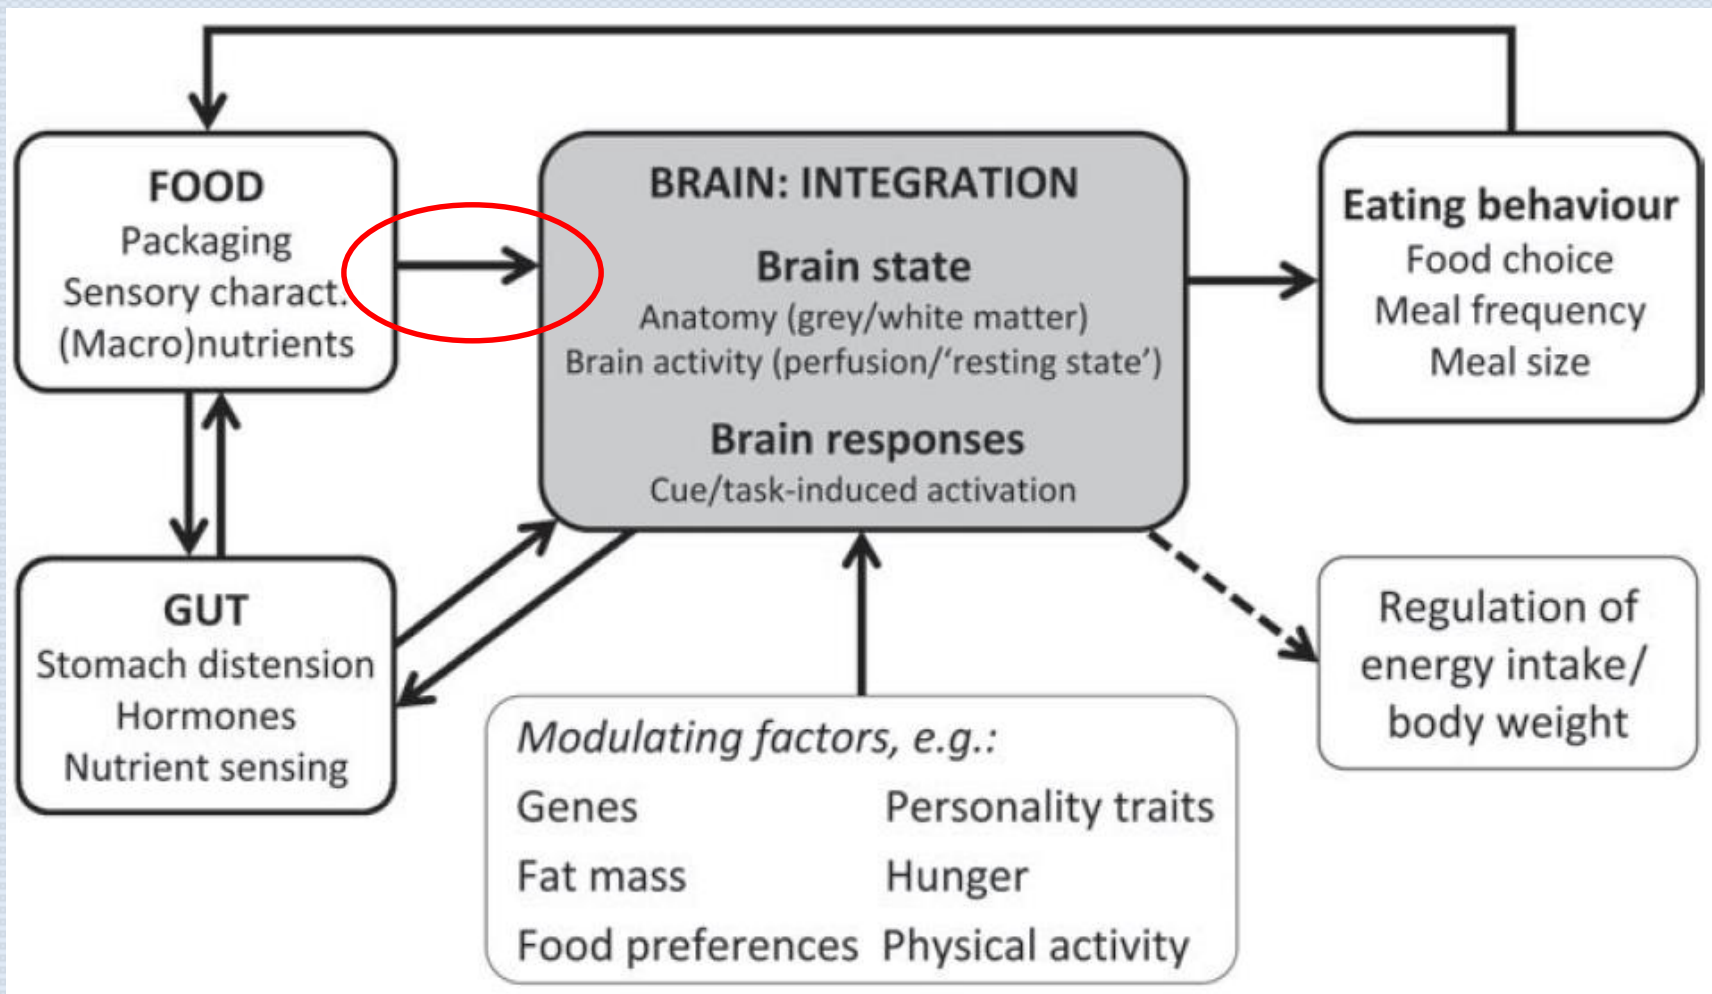 FOOD
Packaging
Sensory charact.
(Macro)nutrients
BRAIN: INTEGRATION
Brain state
Anatomy (grey/white matter)
Brain activity (perfusion/‘resting state’)
Brain responses
Cue/task-induced activation
Eating behaviour
Food choice
Meal frequency
Meal size
GUT
Stomach distension
Hormones
Nutrient sensing
Modulating factors, e.g.:
Genes Personality traits
Fat mass Hunger
Food preferences Physical activity
Regulation of
energy intake/
body weight